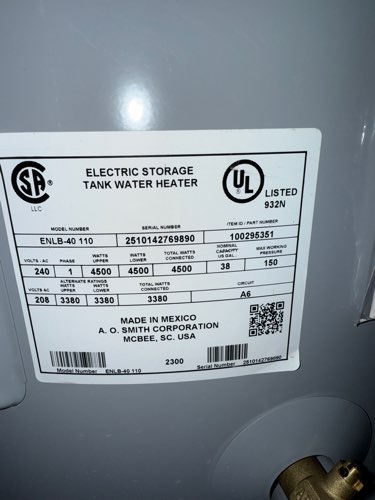 SA
LLC
ELECTRIC STORAGE
TANK WATER HEATER
UL
LISTED
932N
MODEL NUMBER SERIAL NUMBER ITEM ID / PART NUMBER
ENLB-40 110 2510142769890 100295351
VOLTS - AC PHASE WATTS UPPER WATTS LOWER TOTAL WATTS CONNECTED NOMINAL CAPACITY US GAL. MAX WORKING PRESSURE
240 1 4500 4500 4500 38 150
VOLTS - AC ALTERNATE RATINGS WATTS UPPER WATTS LOWER TOTAL WATTS CONNECTED CIRCUIT
208 3380 3380 3380 A6
MADE IN MEXICO
A. O. SMITH CORPORATION
MCBEE, SC. USA
2300
Model Number ENLB-40 110 Serial Number 2510142769890